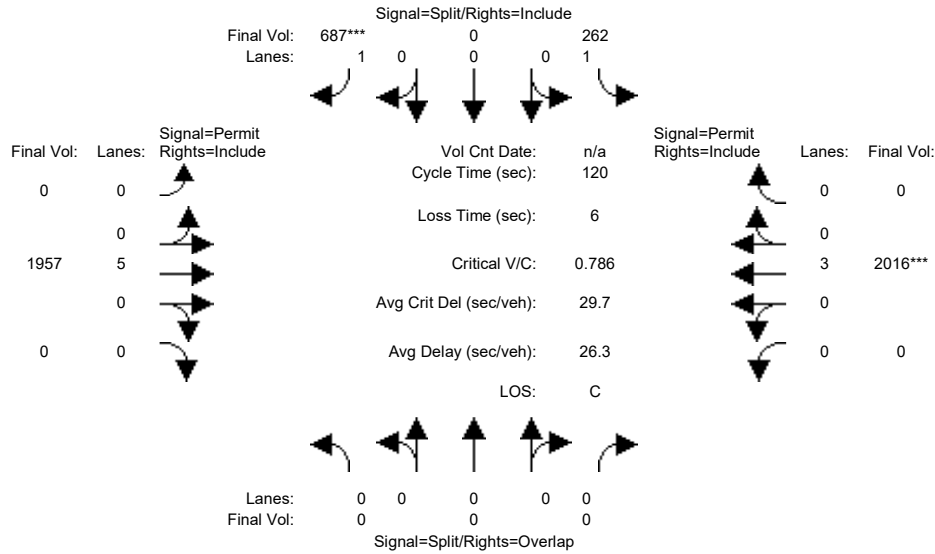 Signal=Split/Rights=Include
Final Vol: 687*** 0 262
Lanes: 1 0 0 0 1
Signal=Permit Signal=Permit
Final Vol: Lanes: Rights=Include Vol Cnt Date: n/a Rights=Include Lanes: Final Vol:
Cycle Time (sec): 120
0 0 0 0
Loss Time (sec): 6
0 0
1957 5 Critical V/C: 0.786 3 2016***
0 Avg Crit Del (sec/veh): 29.7 0
0 0 Avg Delay (sec/veh): 26.3 0 0
LOS: C
Lanes: 0 0 0 0 0
Final Vol: 0 0 0
Signal=Split/Rights=Overlap